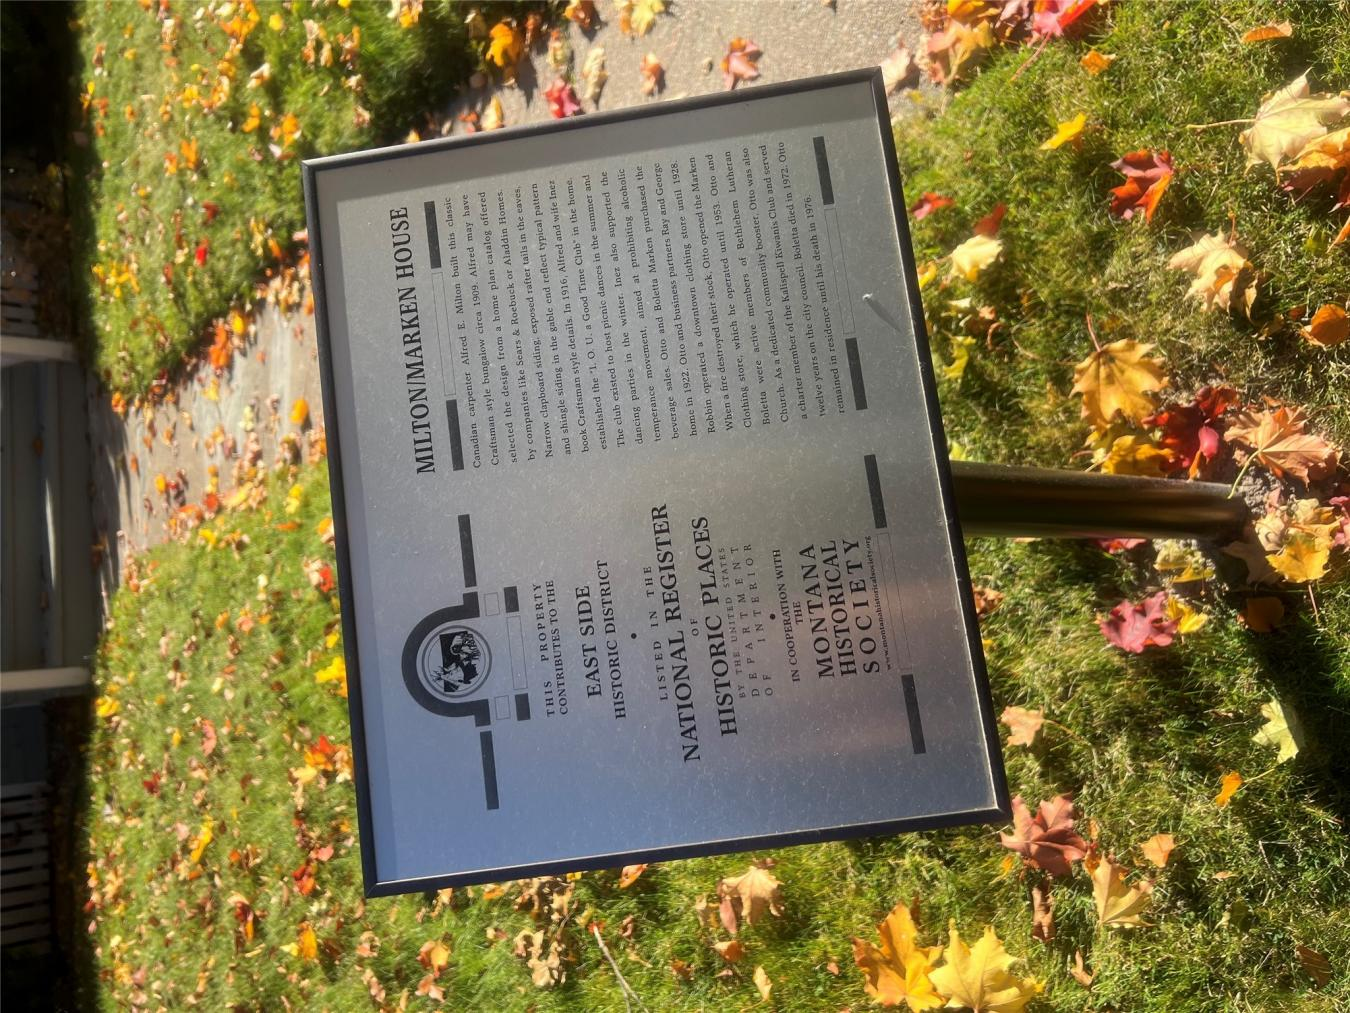 THIS PROPERTY
CONTRIBUTES TO THE
EAST SIDE
HISTORIC DISTRICT
•
LISTED IN THE
NATIONAL REGISTER
OF
HISTORIC PLACES
BY THE UNITED STATES
DEPARTMENT
OF INTERIOR
•
IN COOPERATION WITH
THE
MONTANA
HISTORICAL
SOCIETY
www.montanahistoricalsociety.org
MILTON/MARKEN HOUSE
Canadian carpenter Alfred E. Milton built this classic
Craftsman style bungalow circa 1909. Alfred may have
selected the design from a home plan catalog offered
by companies like Sears & Roebuck or Aladdin Homes.
Narrow clapboard siding, exposed rafter tails in the eaves,
and shingle siding in the gable end reflect typical pattern
book Craftsman style details. In 1916, Alfred and wife Inez
established the "I. O. U. a Good Time Club" in the home.
The club existed to host picnic dances in the summer and
dancing parties in the winter. Inez also supported the
temperance movement, aimed at prohibiting alcoholic
beverage sales. Otto and Boletta Marken purchased the
home in 1922. Otto and business partners Ray and George
Robbin operated a downtown clothing store until 1928.
When a fire destroyed their stock, Otto opened the Marken
Clothing store, which he operated until 1953. Otto and
Boletta were active members of Bethlehem Lutheran
Church. As a dedicated community booster, Otto was also
a charter member of the Kalispell Kiwanis Club and served
twelve years on the city council. Boletta died in 1972. Otto
remained in residence until his death in 1976.